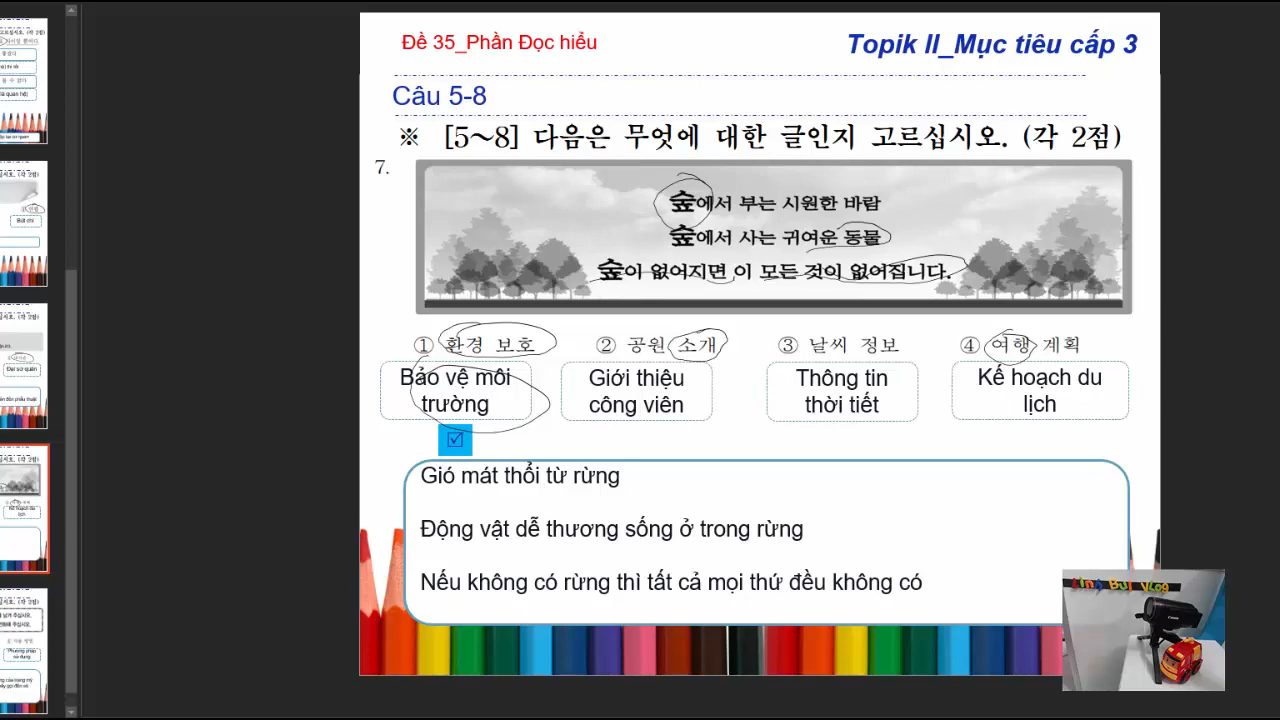 Đề 35_Phần Đọc hiểu
Topik II_Mục tiêu cấp 3
Câu 5-8
※ [5~8] 다음은 무엇에 대한 글인지 고르십시오. (각 2점)
7.
숲에서 부는 시원한 바람
숲에서 사는 귀여운 동물
숲이 없어지면 이 모든 것이 없어집니다.
① 환경 보호 ② 공원 소개 ③ 날씨 정보 ④ 여행 계획
Bảo vệ môi trường
Giới thiệu công viên
Thông tin thời tiết
Kế hoạch du lịch
Gió mát thổi từ rừng
Động vật dễ thương sống ở trong rừng
Nếu không có rừng thì tất cả mọi thứ đều không có
Linh Bui Vlog